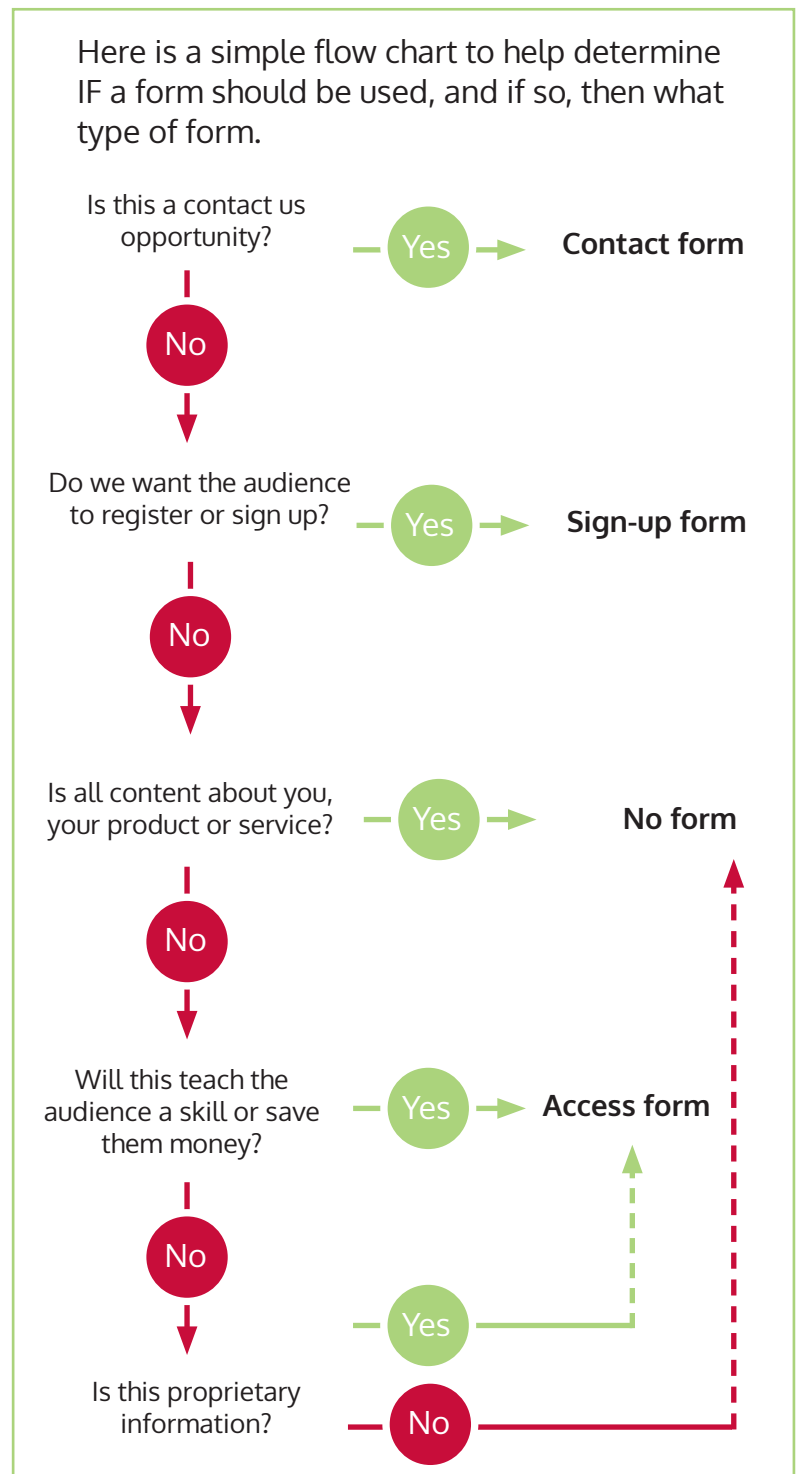 Here is a simple flow chart to help determine
IF a form should be used, and if so, then what
type of form.
Is this a contact us
opportunity?
Yes
Contact form
No
Do we want the audience
to register or sign up?
Yes
Sign-up form
No
Is all content about you,
your product or service?
Yes
No form
No
Will this teach the
audience a skill or save
them money?
Yes
Access form
No
Yes
Is this proprietary
information?
No